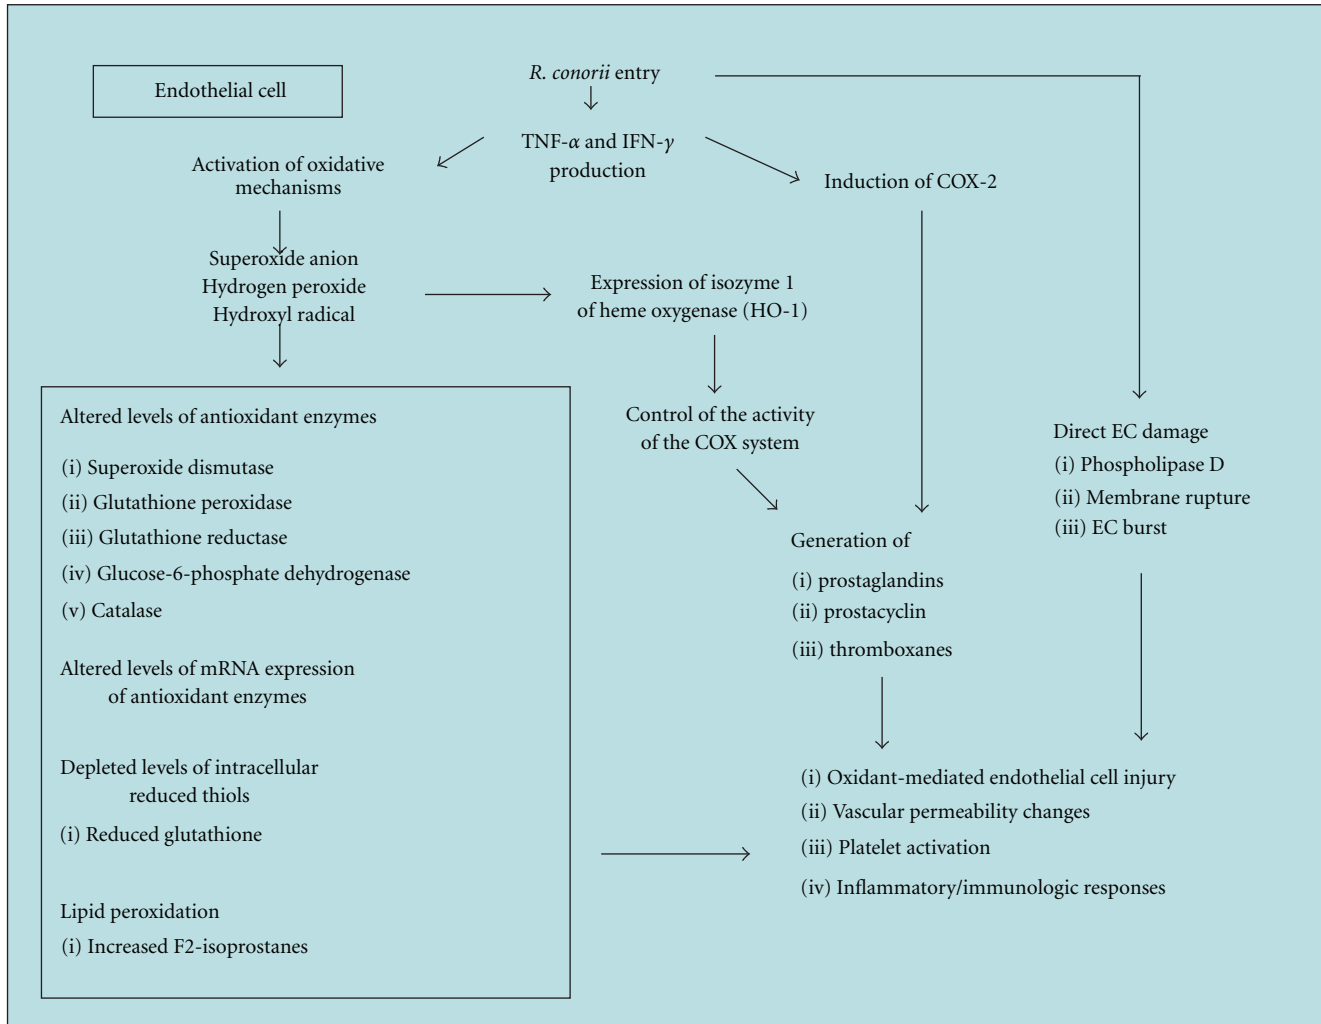 Endothelial cell
R. conorii entry
TNF-α and IFN-γ
production
Activation of oxidative
mechanisms
Induction of COX-2
Superoxide anion
Hydrogen peroxide
Hydroxyl radical
Expression of isozyme 1
of heme oxygenase (HO-1)
Control of the activity
of the COX system
Altered levels of antioxidant enzymes
(i) Superoxide dismutase
(ii) Glutathione peroxidase
(iii) Glutathione reductase
(iv) Glucose-6-phosphate dehydrogenase
(v) Catalase
Altered levels of mRNA expression
of antioxidant enzymes
Depleted levels of intracellular
reduced thiols
(i) Reduced glutathione
Lipid peroxidation
(i) Increased F2-isoprostanes
Generation of
(i) prostaglandins
(ii) prostacyclin
(iii) thromboxanes
Direct EC damage
(i) Phospholipase D
(ii) Membrane rupture
(iii) EC burst
(i) Oxidant-mediated endothelial cell injury
(ii) Vascular permeability changes
(iii) Platelet activation
(iv) Inflammatory/immunologic responses